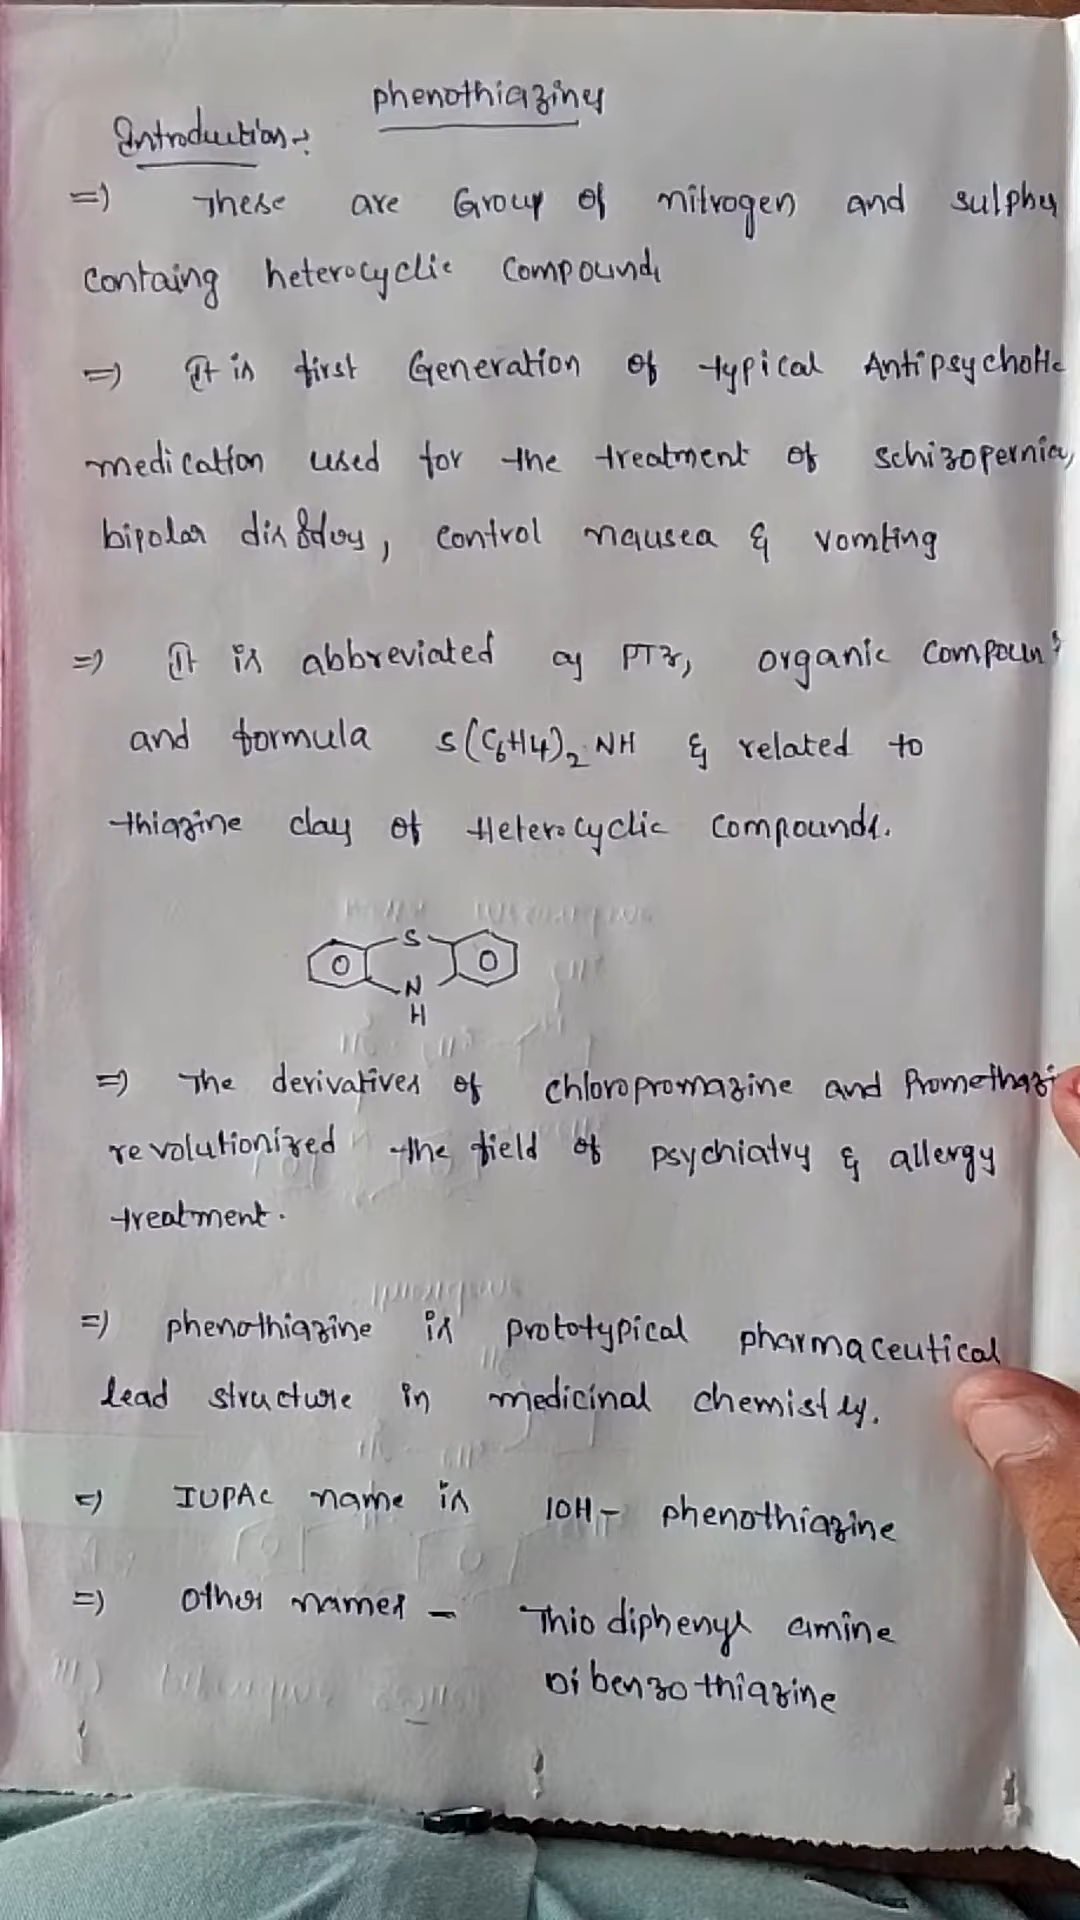 phenothiazines
Introduction:
=) These are Group of nitrogen and sulphur
Containg heterocyclic Compounds
=) It is first Generation of typical Antipsychotic
medication used for the treatment of schizopernia,
bipolar disorders, control nausea & vomting
=) It is abbreviated as PTZ, organic Compoun
and formula S(C6H4)2 NH & related to
thiazine class of Heterocyclic Compounds.
S
N
H
=) The derivatives of chloropromazine and Promethazi
revolutionized the field of psychiatry & allergy
treatment.
=) phenothiazine is prototypical pharmaceutical
lead structure in medicinal chemistry.
=) IUPAC name is 10H- phenothiazine
=) Other names - Thio diphenyl amine
Dibenzo thiazine